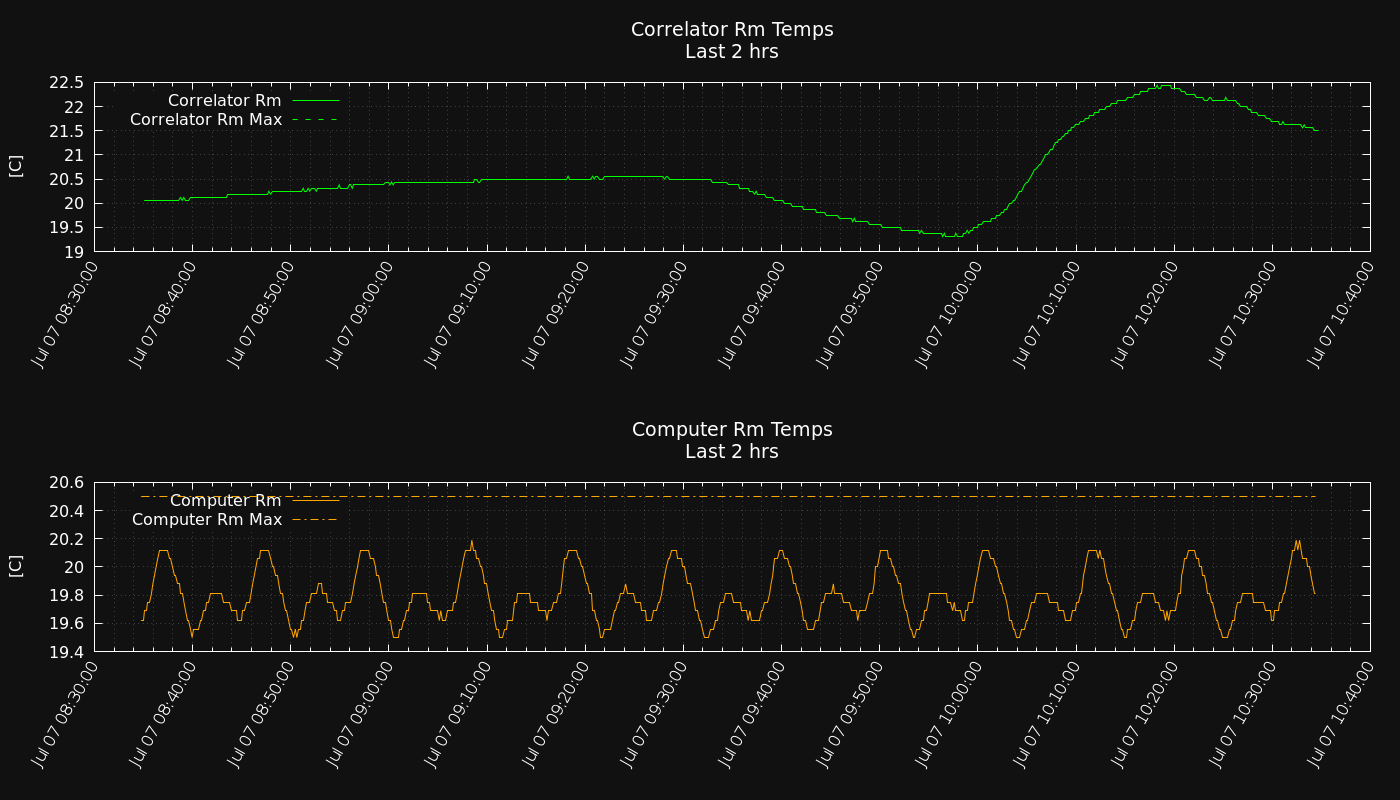 Correlator Rm Temps
Last 2 hrs
22.5
22
21.5
21
20.5
20
19.5
19
[C]
Correlator Rm
Correlator Rm Max
Jul 07 08:30:00
Jul 07 08:40:00
Jul 07 08:50:00
Jul 07 09:00:00
Jul 07 09:10:00
Jul 07 09:20:00
Jul 07 09:30:00
Jul 07 09:40:00
Jul 07 09:50:00
Jul 07 10:00:00
Jul 07 10:10:00
Jul 07 10:20:00
Jul 07 10:30:00
Jul 07 10:40:00
Computer Rm Temps
Last 2 hrs
20.6
20.4
20.2
20
19.8
19.6
19.4
[C]
Computer Rm
Computer Rm Max
Jul 07 08:30:00
Jul 07 08:40:00
Jul 07 08:50:00
Jul 07 09:00:00
Jul 07 09:10:00
Jul 07 09:20:00
Jul 07 09:30:00
Jul 07 09:40:00
Jul 07 09:50:00
Jul 07 10:00:00
Jul 07 10:10:00
Jul 07 10:20:00
Jul 07 10:30:00
Jul 07 10:40:00